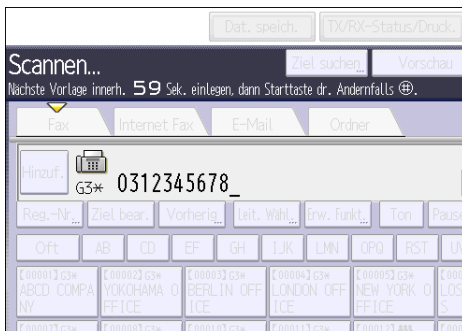 Dat. speich. TX/RX-Status/Druck.
Scannen...
Ziel suchen Vorschau
Nächste Vorlage innerh. 59 Sek. einlegen, dann Starttaste dr. Andernfalls
Fax Internet Fax E-Mail Ordner
Hinzuf. G3* 0312345678_
Reg.-Nr. Ziel bear. Vorherig. Leit. Wähl. Erw. Funkt. Ton Pause
Oft AB CD EF GH IJK LMN OPQ RST UV
[00001]G3* [00002]G3* [00003]G3* [00004]G3* [00005]G3*
ABCD COMPA YOKOHAMA O BERLIN OFF LONDON OFF NEW YORK O
NY FFICE ICE ICE FFICE